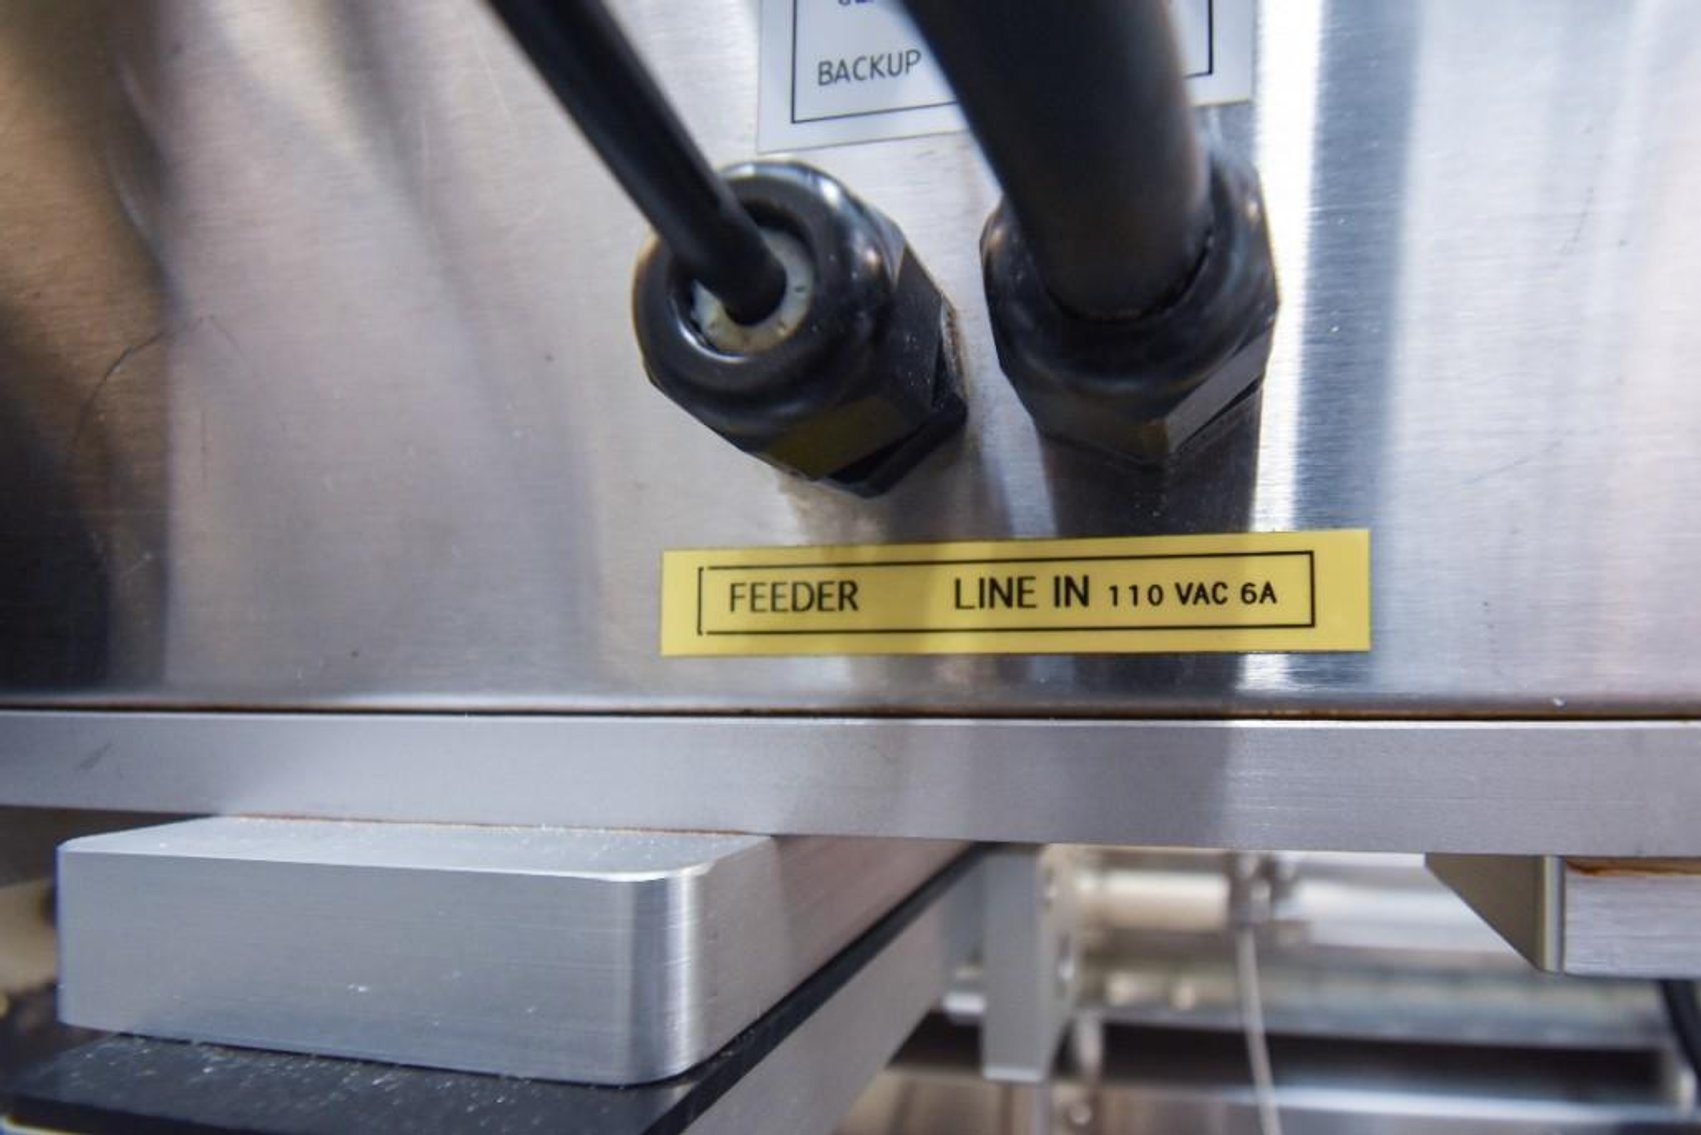 BACKUP
FEEDER LINE IN 110 VAC 6A